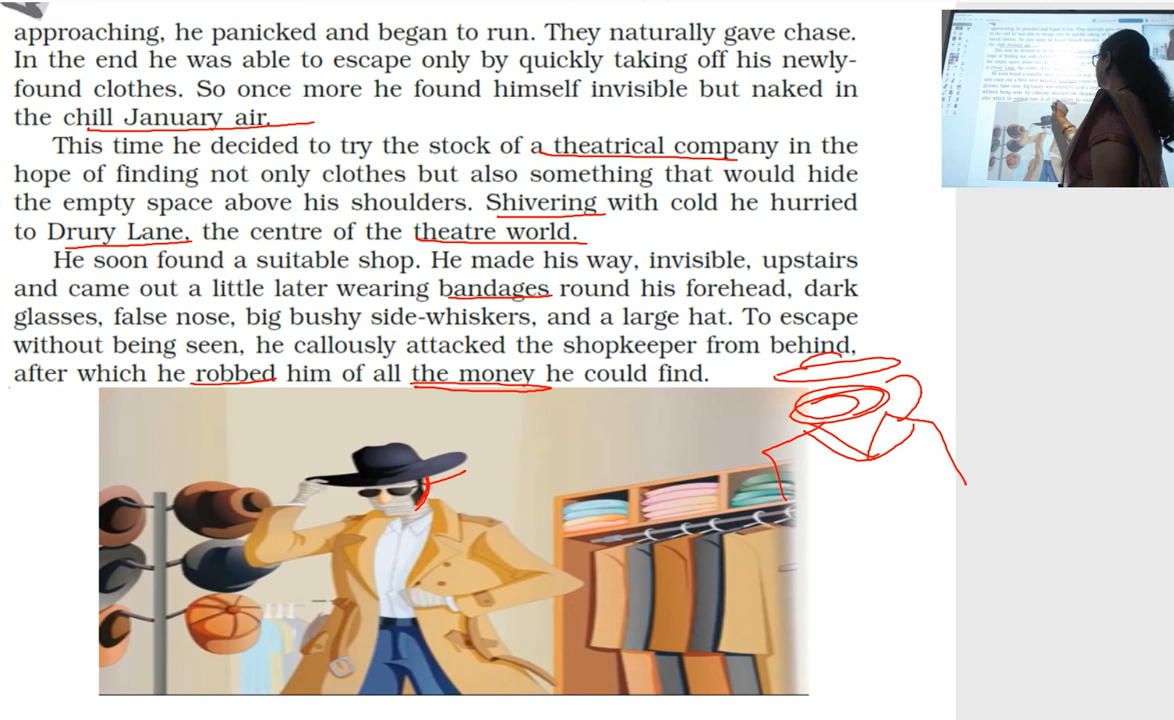 approaching, he panicked and began to run. They naturally gave chase.
In the end he was able to escape only by quickly taking off his newly-
found clothes. So once more he found himself invisible but naked in
the chill January air.
This time he decided to try the stock of a theatrical company in the
hope of finding not only clothes but also something that would hide
the empty space above his shoulders. Shivering with cold he hurried
to Drury Lane, the centre of the theatre world.
He soon found a suitable shop. He made his way, invisible, upstairs
and came out a little later wearing bandages round his forehead, dark
glasses, false nose, big bushy side-whiskers, and a large hat. To escape
without being seen, he callously attacked the shopkeeper from behind,
after which he robbed him of all the money he could find.